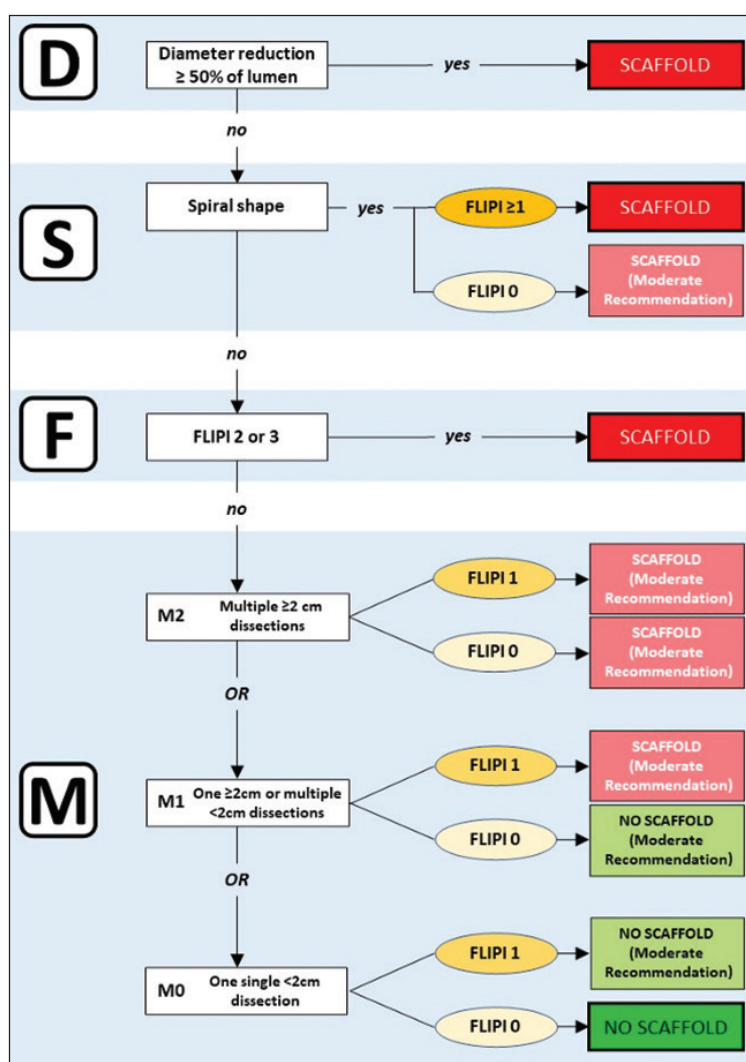 D
Diameter reduction
≥ 50% of lumen
yes
SCAFFOLD
no
S
Spiral shape
yes
FLIPI ≥1
SCAFFOLD
FLIPI 0
SCAFFOLD
(Moderate
Recommendation)
no
F
FLIPI 2 or 3
yes
SCAFFOLD
no
M
M2 Multiple ≥2 cm
dissections
FLIPI 1
SCAFFOLD
(Moderate
Recommendation)
FLIPI 0
SCAFFOLD
(Moderate
Recommendation)
OR
M1 One ≥2cm or multiple
<2cm dissections
FLIPI 1
SCAFFOLD
(Moderate
Recommendation)
FLIPI 0
NO SCAFFOLD
(Moderate
Recommendation)
OR
M0 One single <2cm
dissection
FLIPI 1
NO SCAFFOLD
(Moderate
Recommendation)
FLIPI 0
NO SCAFFOLD